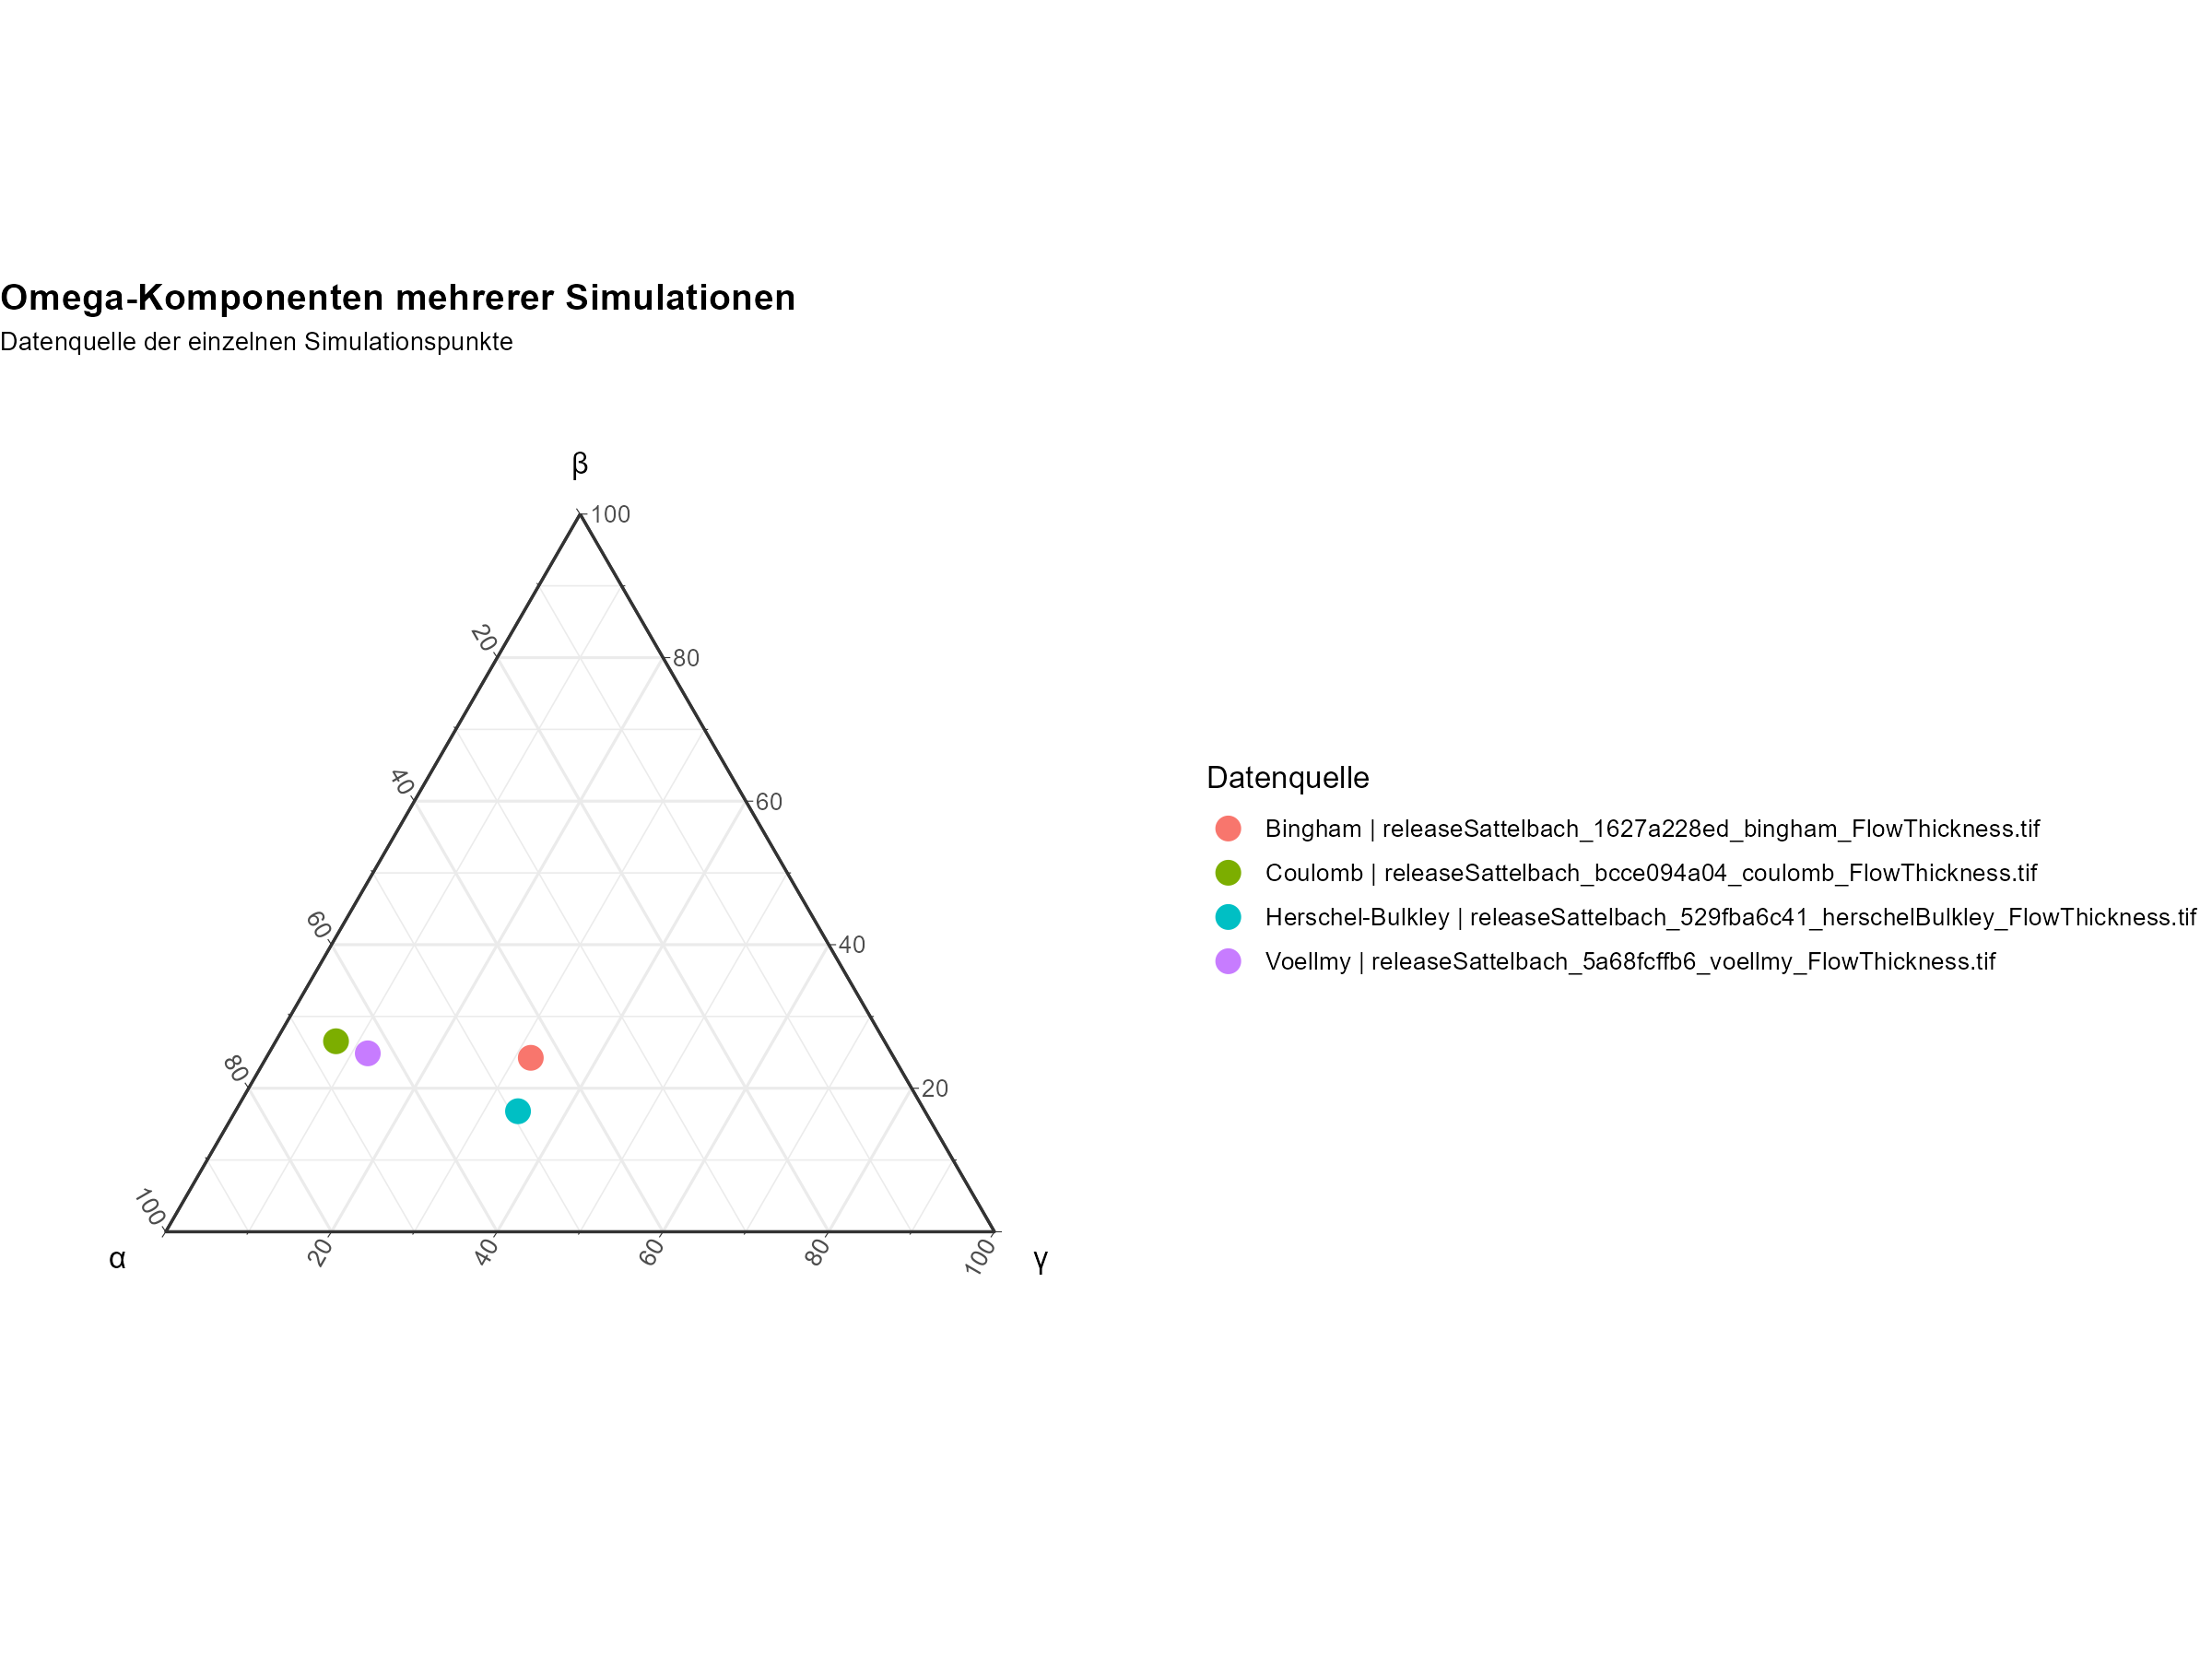 Omega-Komponenten mehrerer Simulationen
Datenquelle der einzelnen Simulationspunkte
β
100
20
80
40
60
60
40
80
20
100
20
40
60
80
100
α
γ
Datenquelle
Bingham | releaseSattelbach_1627a228ed_bingham_FlowThickness.tif
Coulomb | releaseSattelbach_bcce094a04_coulomb_FlowThickness.tif
Herschel-Bulkley | releaseSattelbach_529fba6c41_herschelBulkley_FlowThickness.tif
Voellmy | releaseSattelbach_5a68fcffb6_voellmy_FlowThickness.tif